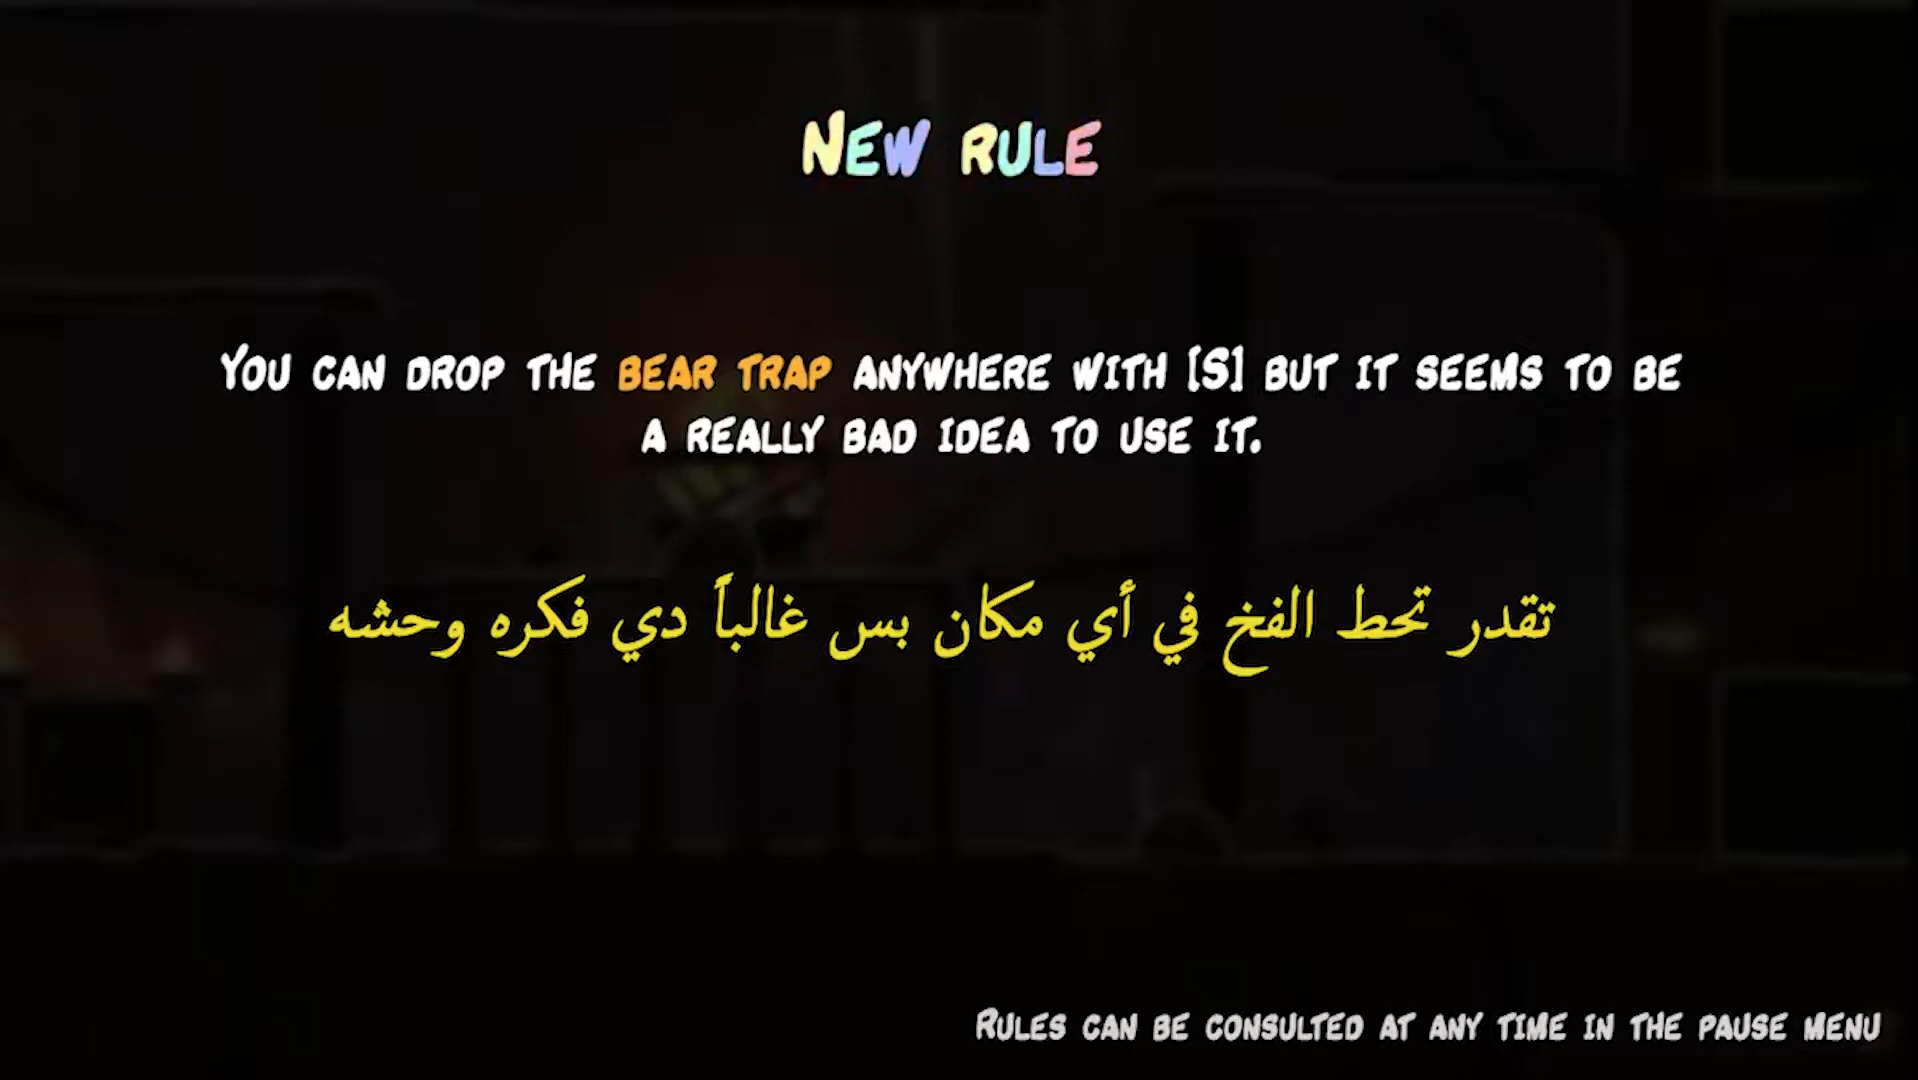 NEW RULE
YOU CAN DROP THE BEAR TRAP ANYWHERE WITH [S] BUT IT SEEMS TO BE
A REALLY BAD IDEA TO USE IT.
تقدر تحط الفخ في أي مكان بس غالباً دي فكره وحشه
RULES CAN BE CONSULTED AT ANY TIME IN THE PAUSE MENU